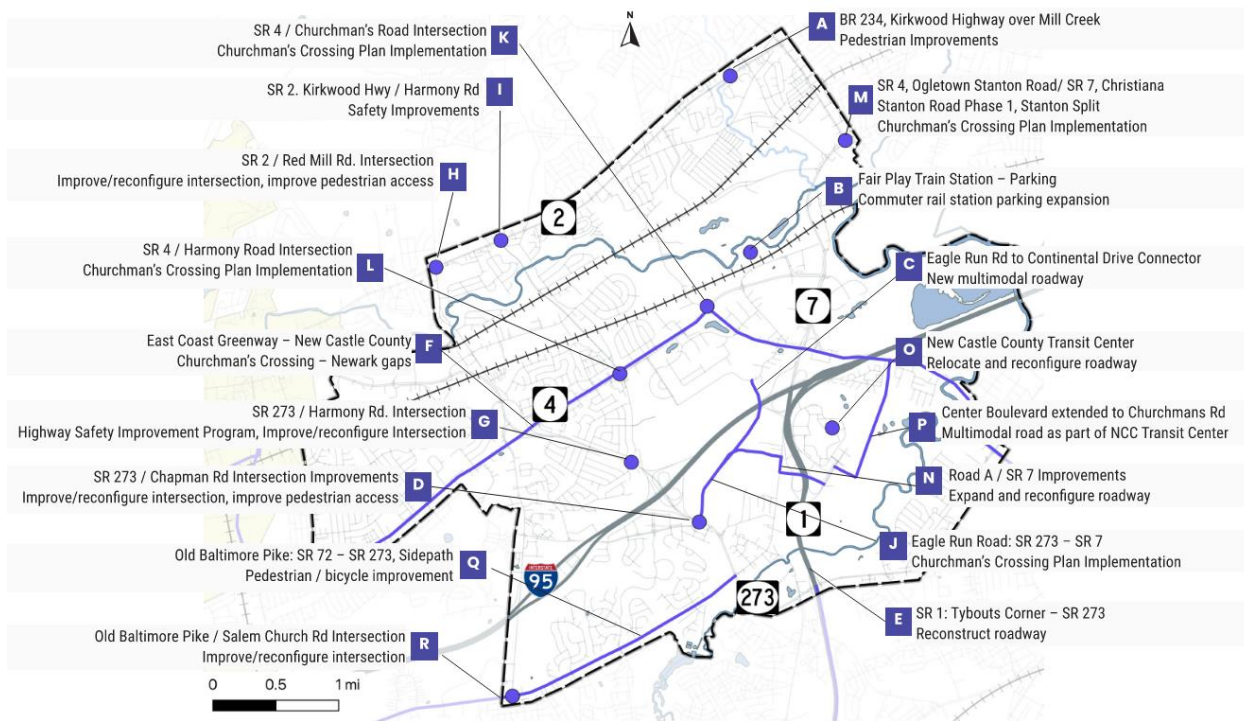 N
K
SR 4 / Churchman's Road Intersection
Churchman's Crossing Plan Implementation
I
SR 2. Kirkwood Hwy / Harmony Rd
Safety Improvements
H
SR 2 / Red Mill Rd. Intersection
Improve/reconfigure intersection, improve pedestrian access
L
SR 4 / Harmony Road Intersection
Churchman's Crossing Plan Implementation
F
East Coast Greenway – New Castle County
Churchman's Crossing – Newark gaps
G
SR 273 / Harmony Rd. Intersection
Highway Safety Improvement Program, Improve/reconfigure Intersection
D
SR 273 / Chapman Rd Intersection Improvements
Improve/reconfigure intersection, improve pedestrian access
Q
Old Baltimore Pike: SR 72 – SR 273, Sidepath
Pedestrian / bicycle improvement
R
Old Baltimore Pike / Salem Church Rd Intersection
Improve/reconfigure intersection
0 0.5 1 mi
A
BR 234, Kirkwood Highway over Mill Creek
Pedestrian Improvements
M
SR 4, Ogletown Stanton Road/ SR 7, Christiana
Stanton Road Phase 1, Stanton Split
Churchman's Crossing Plan Implementation
B
Fair Play Train Station – Parking
Commuter rail station parking expansion
C
Eagle Run Rd to Continental Drive Connector
New multimodal roadway
O
New Castle County Transit Center
Relocate and reconfigure roadway
P
Center Boulevard extended to Churchmans Rd
Multimodal road as part of NCC Transit Center
N
Road A / SR 7 Improvements
Expand and reconfigure roadway
J
Eagle Run Road: SR 273 – SR 7
Churchman's Crossing Plan Implementation
E
SR 1: Tybouts Corner – SR 273
Reconstruct roadway
2
7
4
1
INTERSTATE
95
273